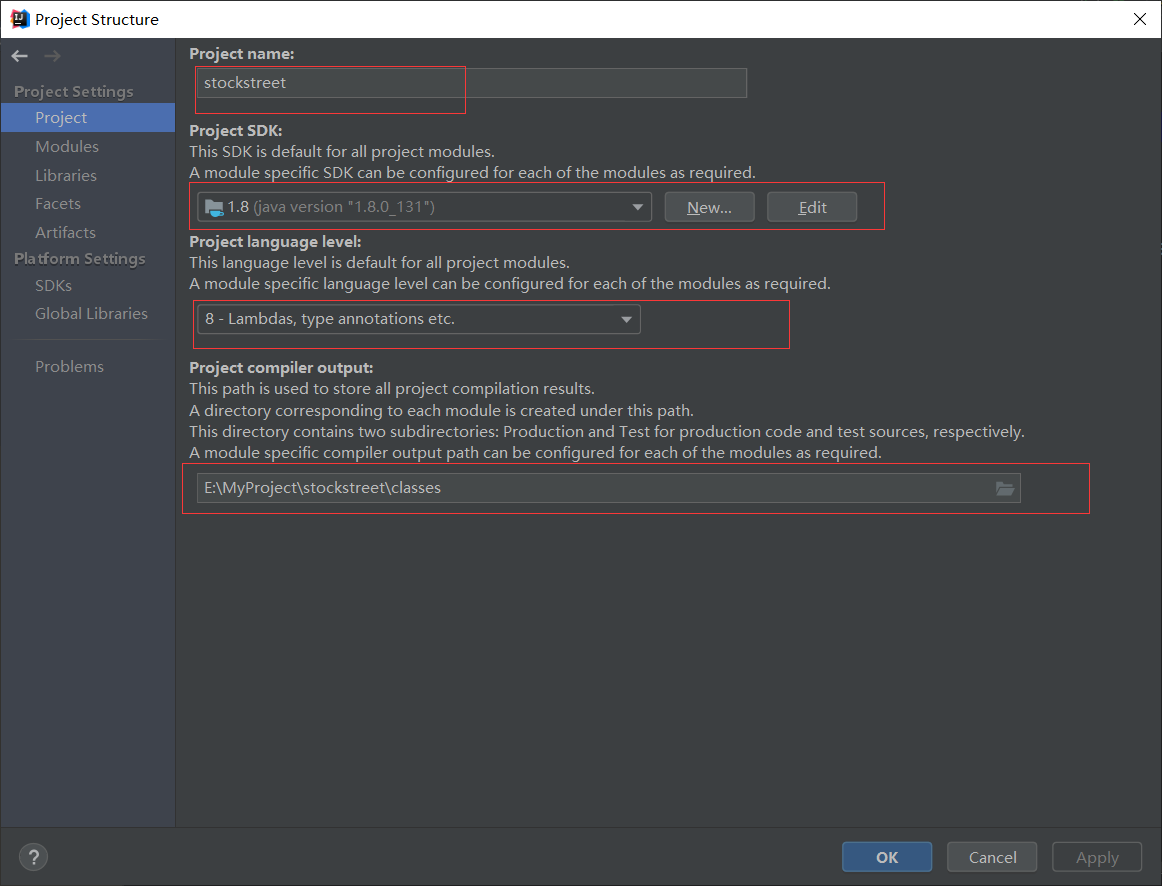 Project Structure
Project Settings
Project
Modules
Libraries
Facets
Artifacts
Platform Settings
SDKs
Global Libraries
Problems
Project name:
stockstreet
Project SDK:
This SDK is default for all project modules.
A module specific SDK can be configured for each of the modules as required.
1.8 (java version "1.8.0_131")
New...
Edit
Project language level:
This language level is default for all project modules.
A module specific language level can be configured for each of the modules as required.
8 - Lambdas, type annotations etc.
Project compiler output:
This path is used to store all project compilation results.
A directory corresponding to each module is created under this path.
This directory contains two subdirectories: Production and Test for production code and test sources, respectively.
A module specific compiler output path can be configured for each of the modules as required.
E:\MyProject\stockstreet\classes
?
OK
Cancel
Apply